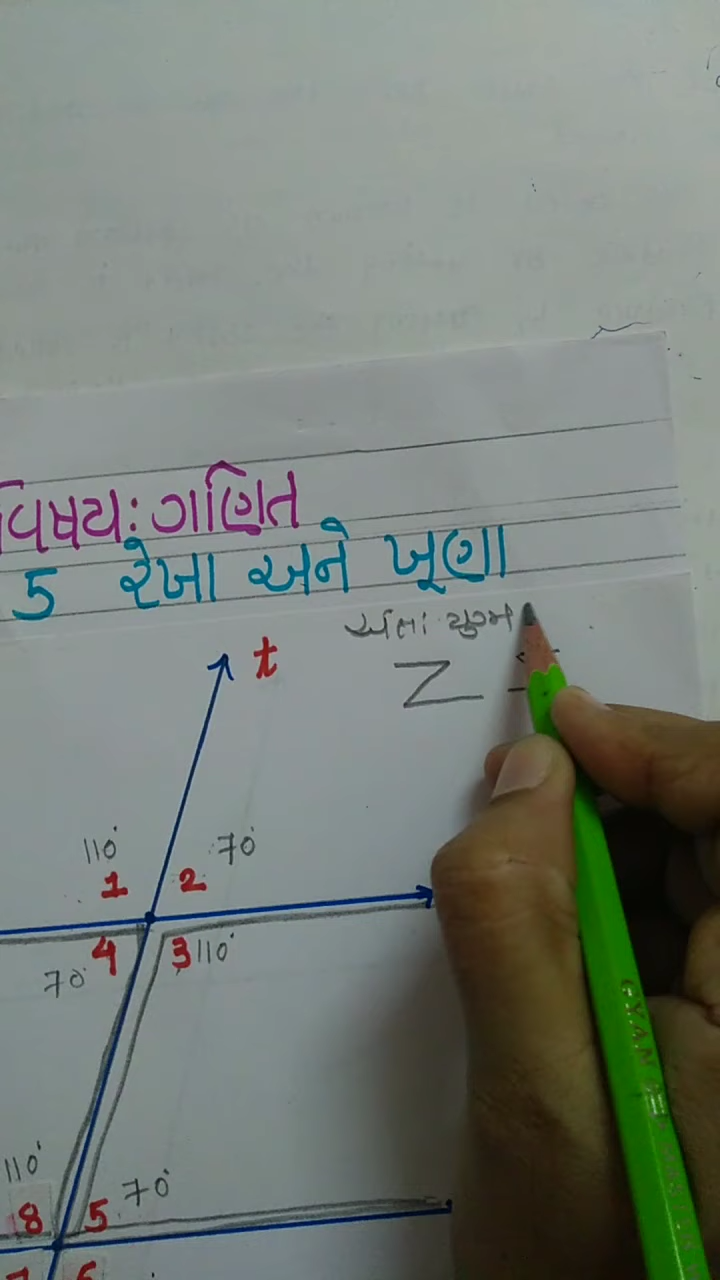 વિષય: ગણિત
5 રેખા અને ખૂણા
યુગ્મ
Z
t
110° 70°
1 2
4 3 110°
70°
110° 70°
8 5